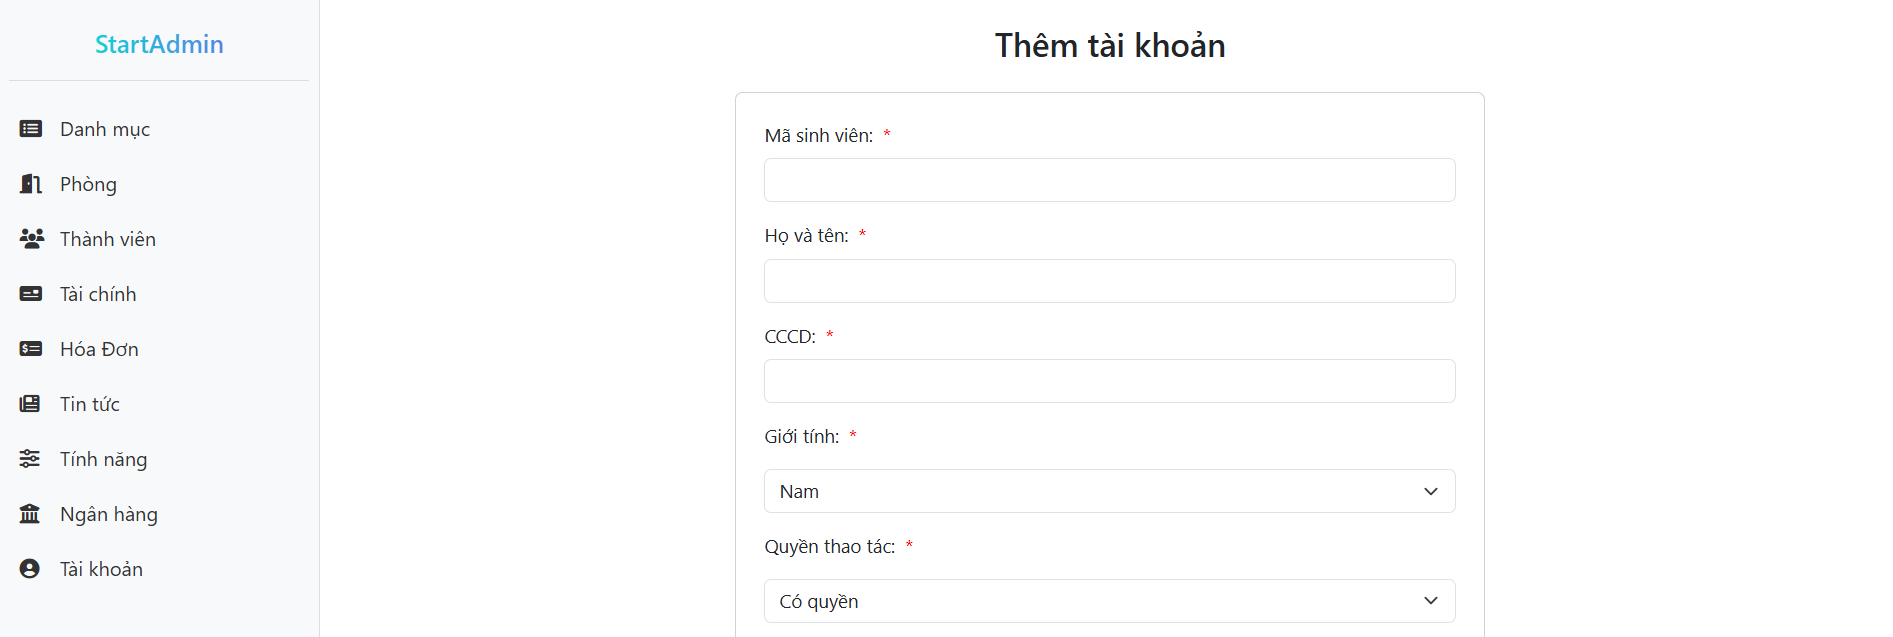 StartAdmin
Danh mục
Phòng
Thành viên
Tài chính
Hóa Đơn
Tin tức
Tính năng
Ngân hàng
Tài khoản
Thêm tài khoản
Mã sinh viên: *
Họ và tên: *
CCCD: *
Giới tính: *
Nam
Quyền thao tác: *
Có quyền